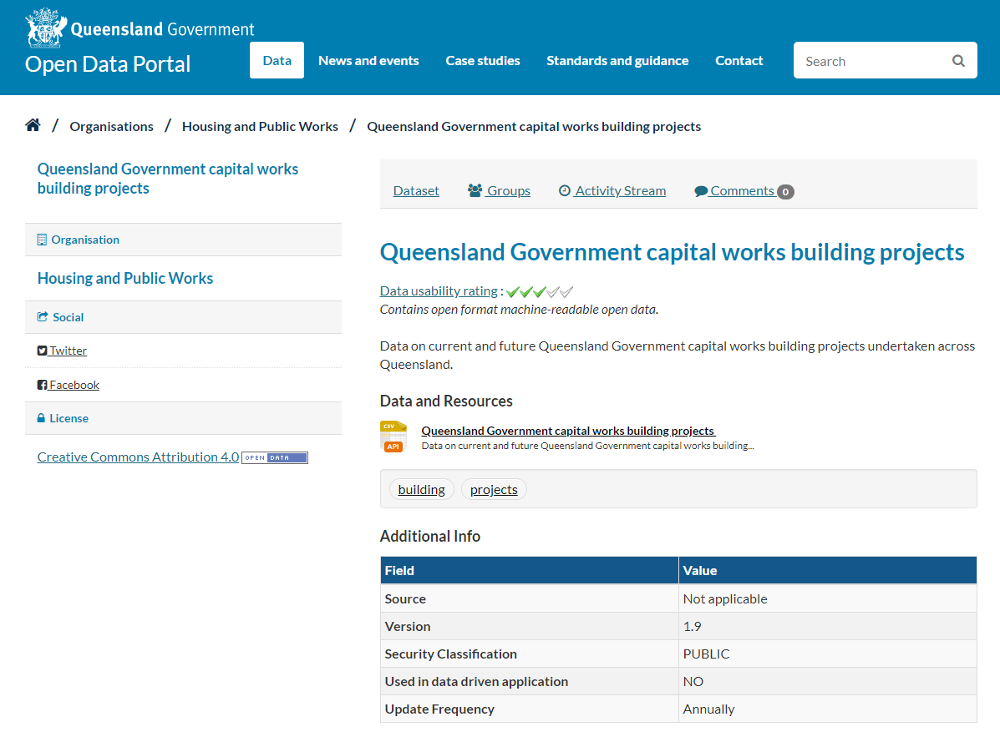 Queensland Government
Open Data Portal
Data
News and events
Case studies
Standards and guidance
Contact
Search
/ Organisations / Housing and Public Works / Queensland Government capital works building projects
Queensland Government capital works
building projects
Organisation
Housing and Public Works
Social
Twitter
Facebook
License
Creative Commons Attribution 4.0 OPEN DATA
Dataset
Groups
Activity Stream
Comments 0
Queensland Government capital works building projects
Data usability rating :
Contains open format machine-readable open data.
Data on current and future Queensland Government capital works building projects undertaken across
Queensland.
Data and Resources
CSV
API
Queensland Government capital works building projects
Data on current and future Queensland Government capital works building...
building
projects
Additional Info
Field Value
Source Not applicable
Version 1.9
Security Classification PUBLIC
Used in data driven application NO
Update Frequency Annually